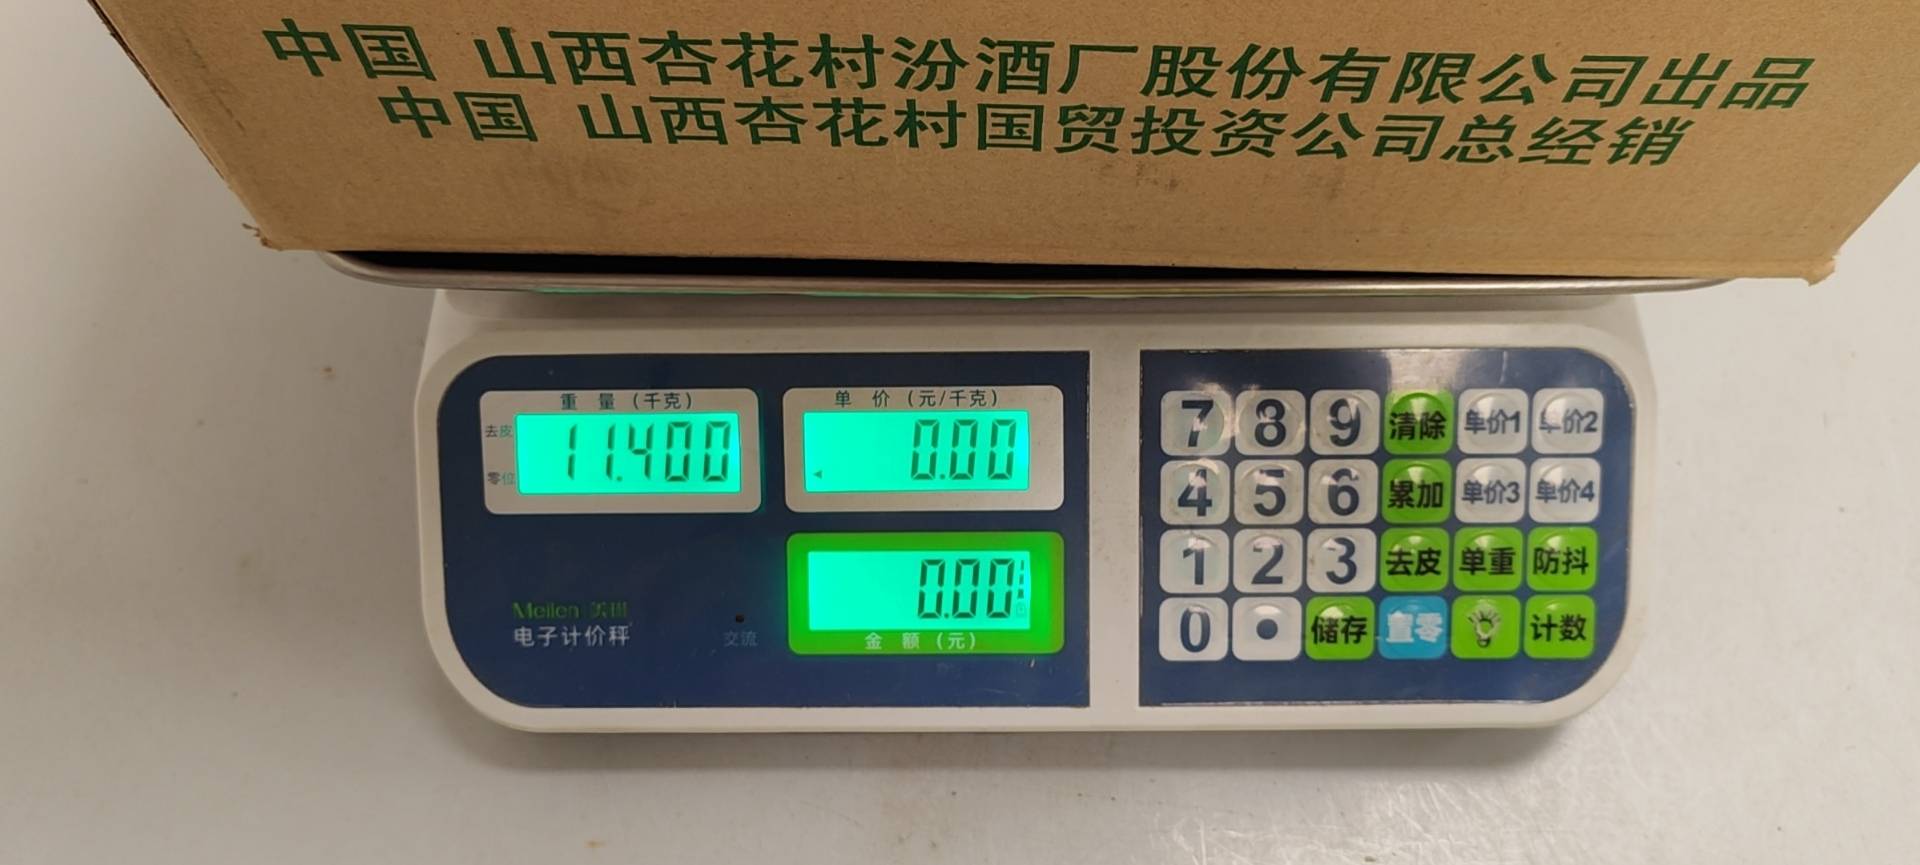 中国 山西杏花村汾酒厂股份有限公司出品
中国 山西杏花村国贸投资公司总经销
重量(千克)
去皮
零位
11.400
单价(元/千克)
0.00
0.00
金额(元)
Meilen 美伦
电子计价秤
交流
7 8 9 清除 单价1 单价2
4 5 6 累加 单价3 单价4
1 2 3 去皮 单重 防抖
0 • 储存 置零 计数